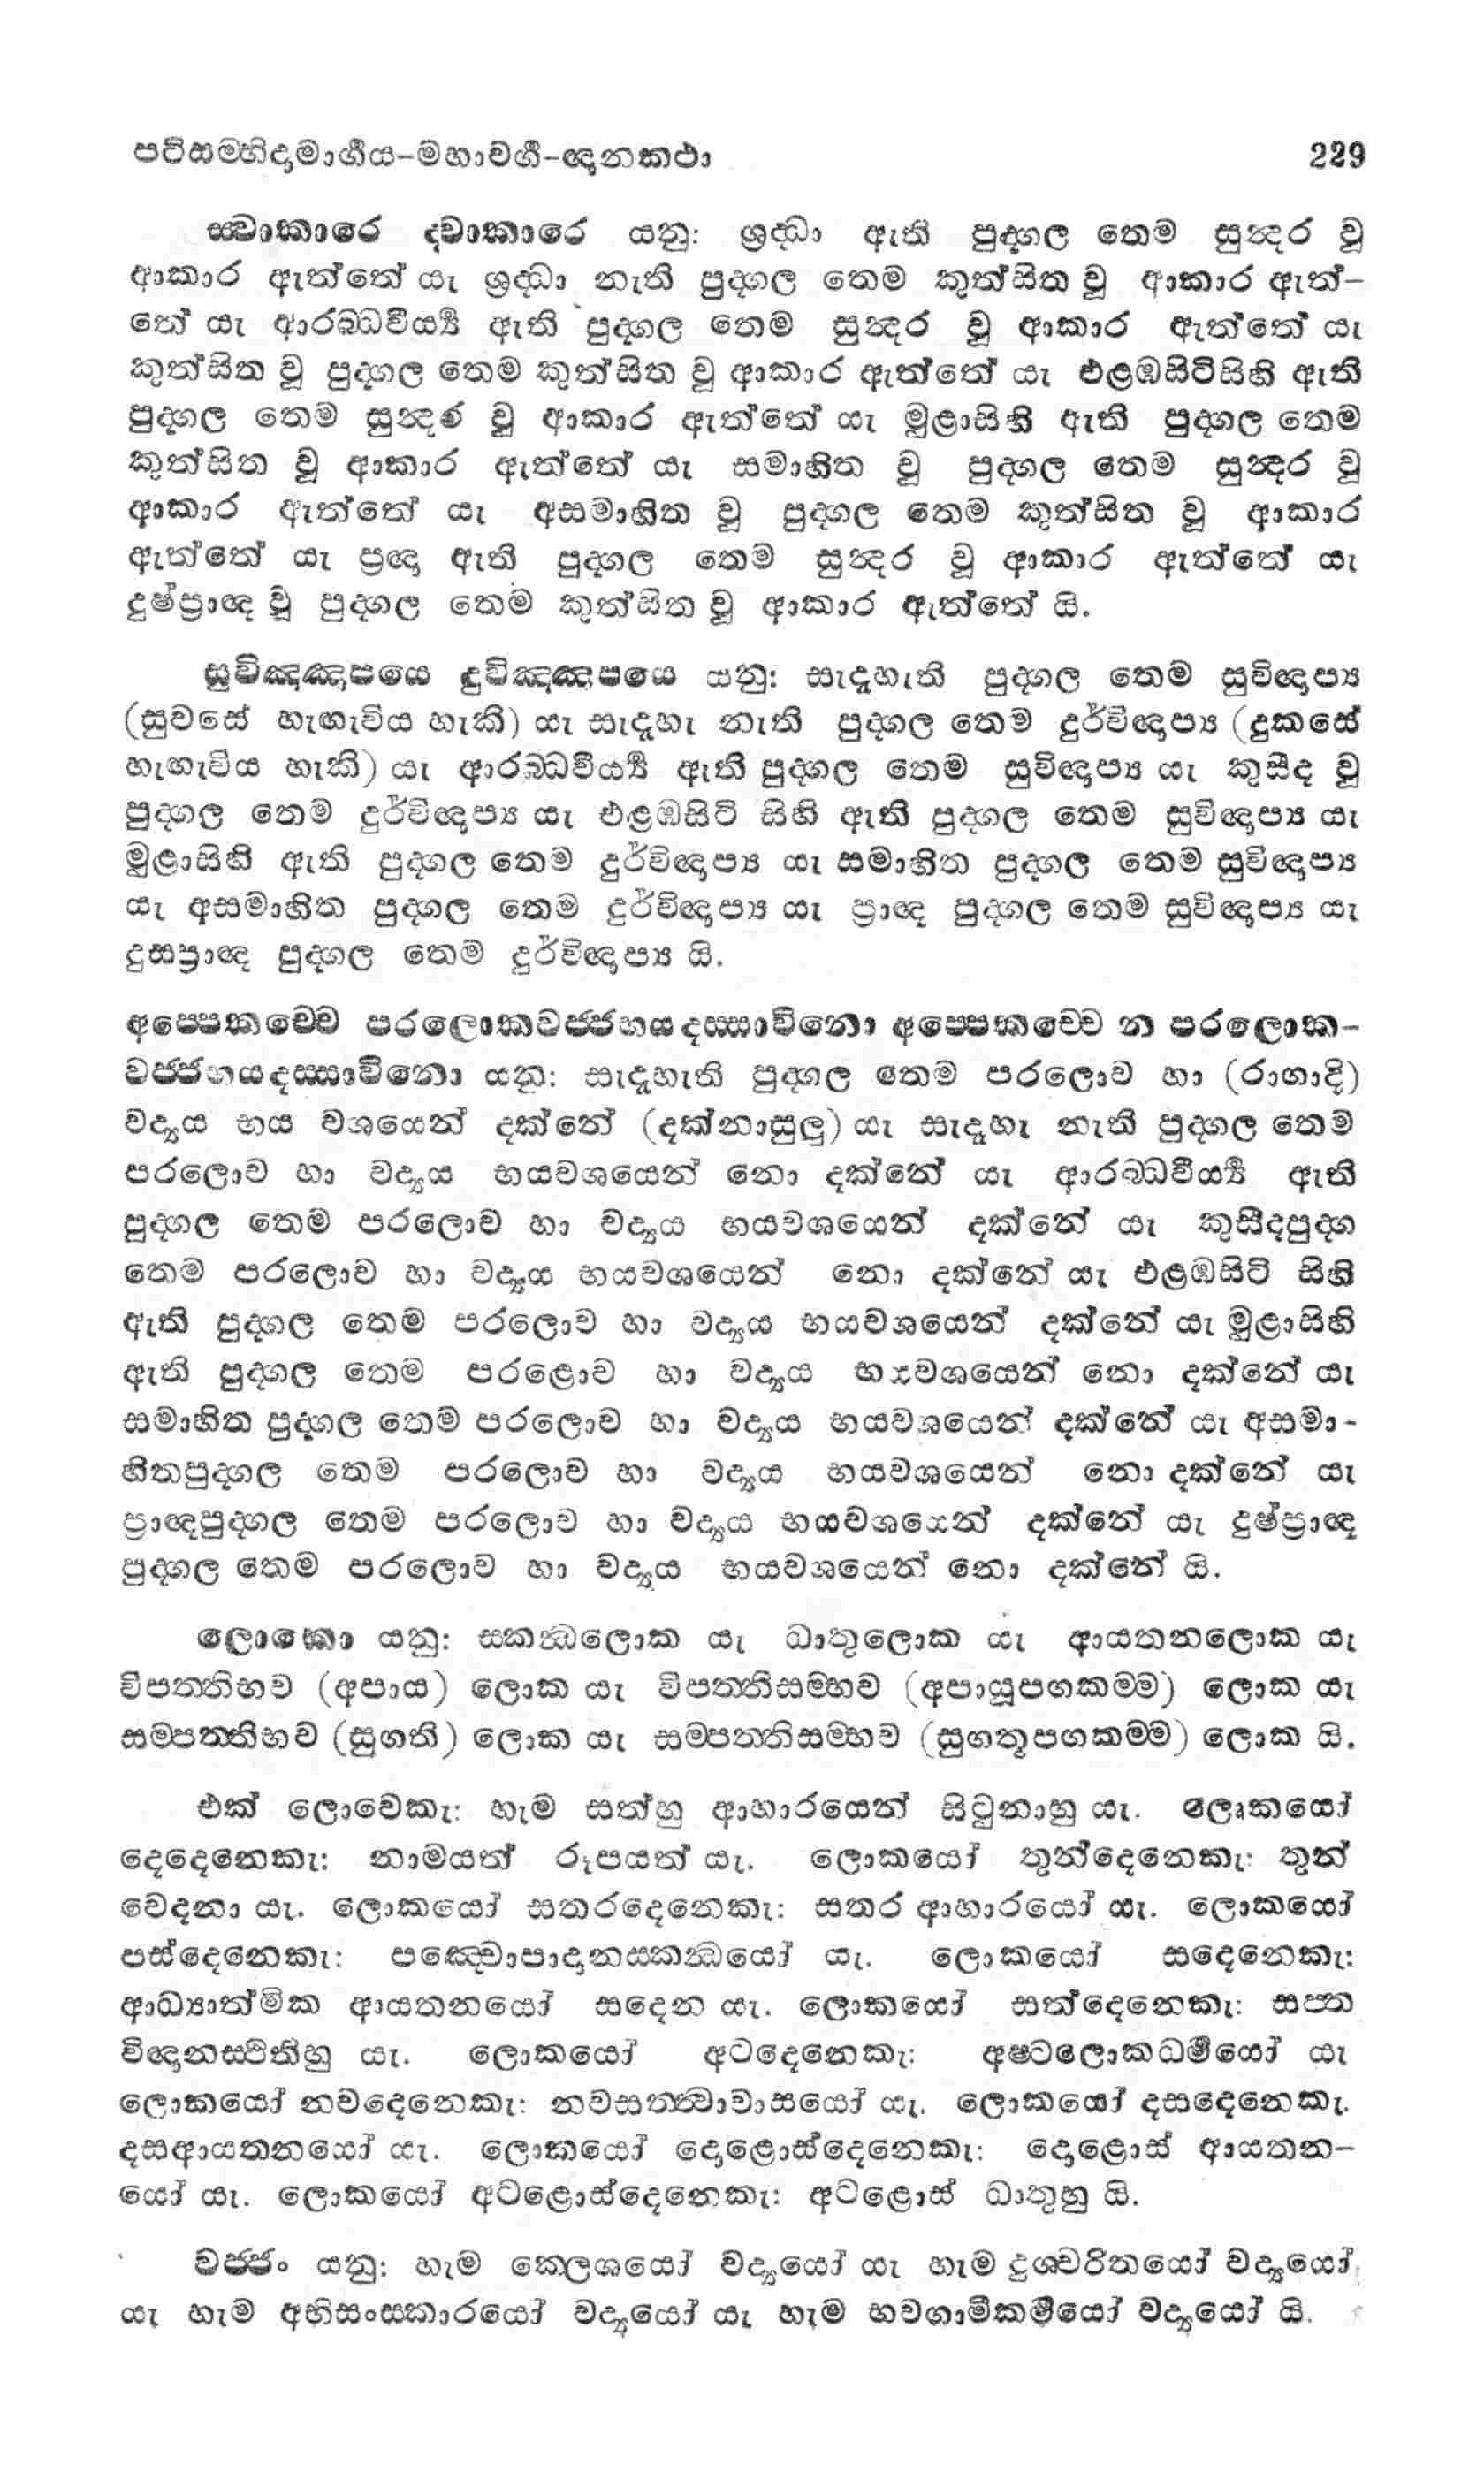 පටිසම්භිදාමාර්ගය-මහාවර්ග-ඥානකථා 229
ස්වාකාරෙ ද්වාකාරෙ යනු: ශ්‍රද්ධා ඇති පුද්ගල තෙම සුන්දර වූ
ආකාර ඇත්තේ යැ ශ්‍රද්ධා නැති පුද්ගල තෙම කුත්සිත වූ ආකාර ඇත්-
තේ යැ ආරබ්ධවීර්ය්‍ය ඇති පුද්ගල තෙම සුන්දර වූ ආකාර ඇත්තේ යැ
කුත්සිත වූ පුද්ගල තෙම කුත්සිත වූ ආකාර ඇත්තේ යැ එළඹසිටිසිහි ඇති
පුද්ගල තෙම සුන්දර වූ ආකාර ඇත්තේ යැ මුළාසිහි ඇති පුද්ගල තෙම
කුත්සිත වූ ආකාර ඇත්තේ යැ සමාහිත වූ පුද්ගල තෙම සුන්දර වූ
ආකාර ඇත්තේ යැ අසමාහිත වූ පුද්ගල තෙම කුත්සිත වූ ආකාර
ඇත්තේ යැ ප්‍රඥා ඇති පුද්ගල තෙම සුන්දර වූ ආකාර ඇත්තේ යැ
දුෂ්ප්‍රාඥ වූ පුද්ගල තෙම කුත්සිත වූ ආකාර ඇත්තේ යි.
සුවිඤ්ඤාපයෙ දුවිඤ්ඤාපයෙ යනු: සැදැහැති පුද්ගල තෙම සුවිඥාප්‍ය
(සුවසේ හැඟැවිය හැකි) යැ සැදැහැ නැති පුද්ගල තෙම දුර්විඥාප්‍ය (දුකසේ
හැඟැවිය හැකි) යැ ආරබ්ධවීර්ය්‍ය ඇති පුද්ගල තෙම සුවිඥාප්‍ය යැ කුසීද වූ
පුද්ගල තෙම දුර්විඥාප්‍ය යැ එළඹසිටි සිහි ඇති පුද්ගල තෙම සුවිඥාප්‍ය යැ
මුළාසිහි ඇති පුද්ගල තෙම දුර්විඥාප්‍ය යැ සමාහිත පුද්ගල තෙම සුවිඥාප්‍ය
යැ අසමාහිත පුද්ගල තෙම දුර්විඥාප්‍ය යැ ප්‍රාඥ පුද්ගල තෙම සුවිඥාප්‍ය යැ
දුස්ප්‍රාඥ පුද්ගල තෙම දුර්විඥාප්‍ය යි.
අප්පෙකච්චෙ පරලොකවජ්ජභයදස්සාවිනො අප්පෙකච්චෙ න පරලොක-
වජ්ජභයදස්සාවිනො යනු: සැදැහැති පුද්ගල තෙම පරලොව හා (රාගාදි)
වද්‍යය භය වශයෙන් දක්නේ (දක්නාසුලු) යැ සැදැහැ නැති පුද්ගල තෙම
පරලොව හා වද්‍යය භයවශයෙන් නො දක්නේ යැ ආරබ්ධවීර්ය්‍ය ඇති
පුද්ගල තෙම පරලොව හා වද්‍යය භයවශයෙන් දක්නේ යැ කුසීදපුද්ග
තෙම පරලොව හා වද්‍යය භයවශයෙන් නො දක්නේ යැ එළඹසිටි සිහි
ඇති පුද්ගල තෙම පරලොව හා වද්‍යය භයවශයෙන් දක්නේ යැ මුළාසිහි
ඇති පුද්ගල තෙම පරළොව හා වද්‍යය භයවශයෙන් නො දක්නේ යැ
සමාහිත පුද්ගල තෙම පරලොව හා වද්‍යය භයවශයෙන් දක්නේ යැ අසමා-
හිතපුද්ගල තෙම පරලොව හා වද්‍යය භයවශයෙන් නො දක්නේ යැ
ප්‍රාඥපුද්ගල තෙම පරලොව හා වද්‍යය භයවශයෙන් දක්නේ යැ දුෂ්ප්‍රාඥ
පුද්ගල තෙම පරලොව හා වද්‍යය භයවශයෙන් නො දක්නේ යි.
ලොකො යනු: ස්කන්ධලොක යැ ධාතුලොක යැ ආයතනලොක යැ
විපත්තිභව (අපාය) ලොක යැ විපත්තිසම්භව (අපායූපගකම්ම) ලොක යැ
සම්පත්තිභව (සුගති) ලොක යැ සම්පත්තිසම්භව (සුගතූපගකම්ම) ලොක යි.
එක් ලොවෙකැ: හැම සත්හු ආහාරයෙන් සිටුනාහු යැ. ලොකයෝ
දෙදෙනෙකැ: නාමයත් රූපයත් යැ. ලොකයෝ තුන්දෙනෙකැ: තුන්
වෙදනා යැ. ලොකයෝ සතරදෙනෙකැ: සතර ආහාරයෝ යැ. ලොකයෝ
පස්දෙනෙකැ: පඤ්චොපාදානස්කන්ධයෝ යැ. ලොකයෝ සදෙනෙකැ:
ආධ්‍යාත්මික ආයතනයෝ සදෙන යැ. ලොකයෝ සත්දෙනෙකැ: සප්ත
විඥානස්ථිතිහු යැ. ලොකයෝ අටදෙනෙකැ: අෂ්ටලොකධර්මයෝ යැ
ලොකයෝ නවදෙනෙකැ: නවසත්ත්වාවාසයෝ යැ. ලොකයෝ දසදෙනෙකැ.
දසආයතනයෝ යැ. ලොකයෝ දොළොස්දෙනෙකැ: දොළොස් ආයතන-
යෝ යැ. ලොකයෝ අටළොස්දෙනෙකැ: අටළොස් ධාතුහු යි.
වජ්ජං යනු: හැම ක්ලෙශයෝ වද්‍යයෝ යැ හැම දුශ්චරිතයෝ වද්‍යයෝ
යැ හැම අභිසංස්කාරයෝ වද්‍යයෝ යැ හැම භවගාමිකර්මයෝ වද්‍යයෝ යි.